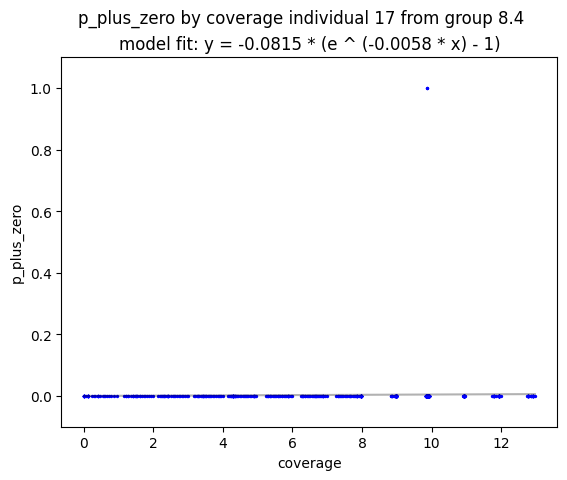 p_plus_zero by coverage individual 17 from group 8.4
model fit: y = -0.0815 * (e ^ (-0.0058 * x) - 1)
1.0
0.8
0.6
0.4
0.2
0.0
p_plus_zero
0 2 4 6 8 10 12
coverage